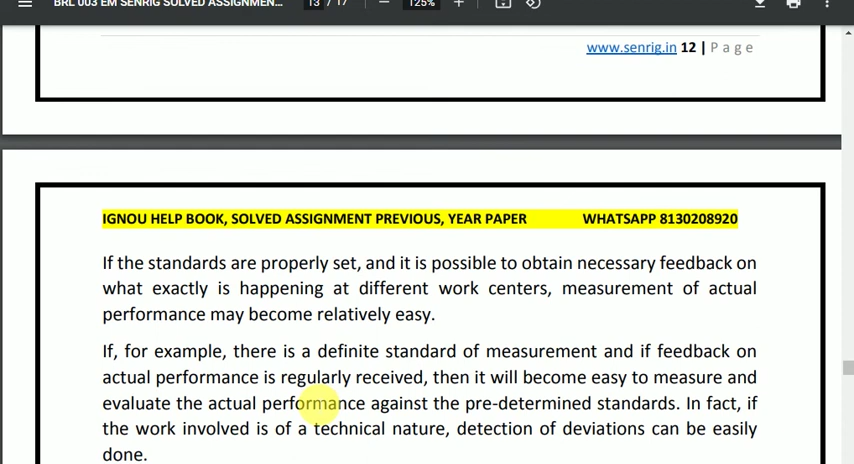 BRL 003 EM SENRIG SOLVED ASSIGNMEN... 13 / 17 125%
www.senrig.in 12 | Page
IGNOU HELP BOOK, SOLVED ASSIGNMENT PREVIOUS, YEAR PAPER WHATSAPP 8130208920
If the standards are properly set, and it is possible to obtain necessary feedback on
what exactly is happening at different work centers, measurement of actual
performance may become relatively easy.
If, for example, there is a definite standard of measurement and if feedback on
actual performance is regularly received, then it will become easy to measure and
evaluate the actual performance against the pre-determined standards. In fact, if
the work involved is of a technical nature, detection of deviations can be easily
done.